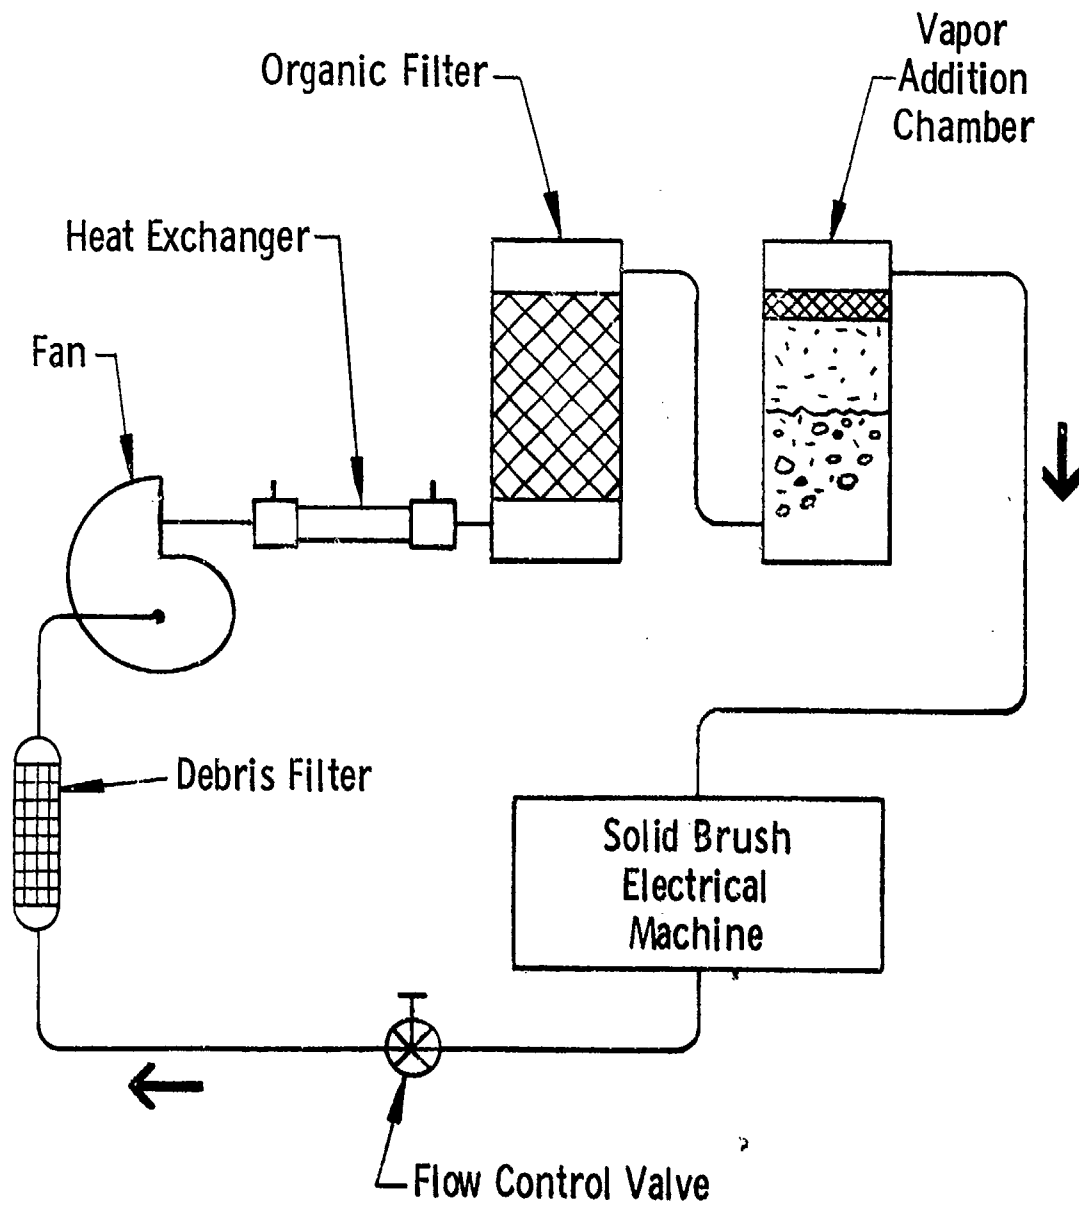 Vapor
Addition
Chamber
Organic Filter
Heat Exchanger
Fan
Debris Filter
Solid Brush
Electrical
Machine
Flow Control Valve